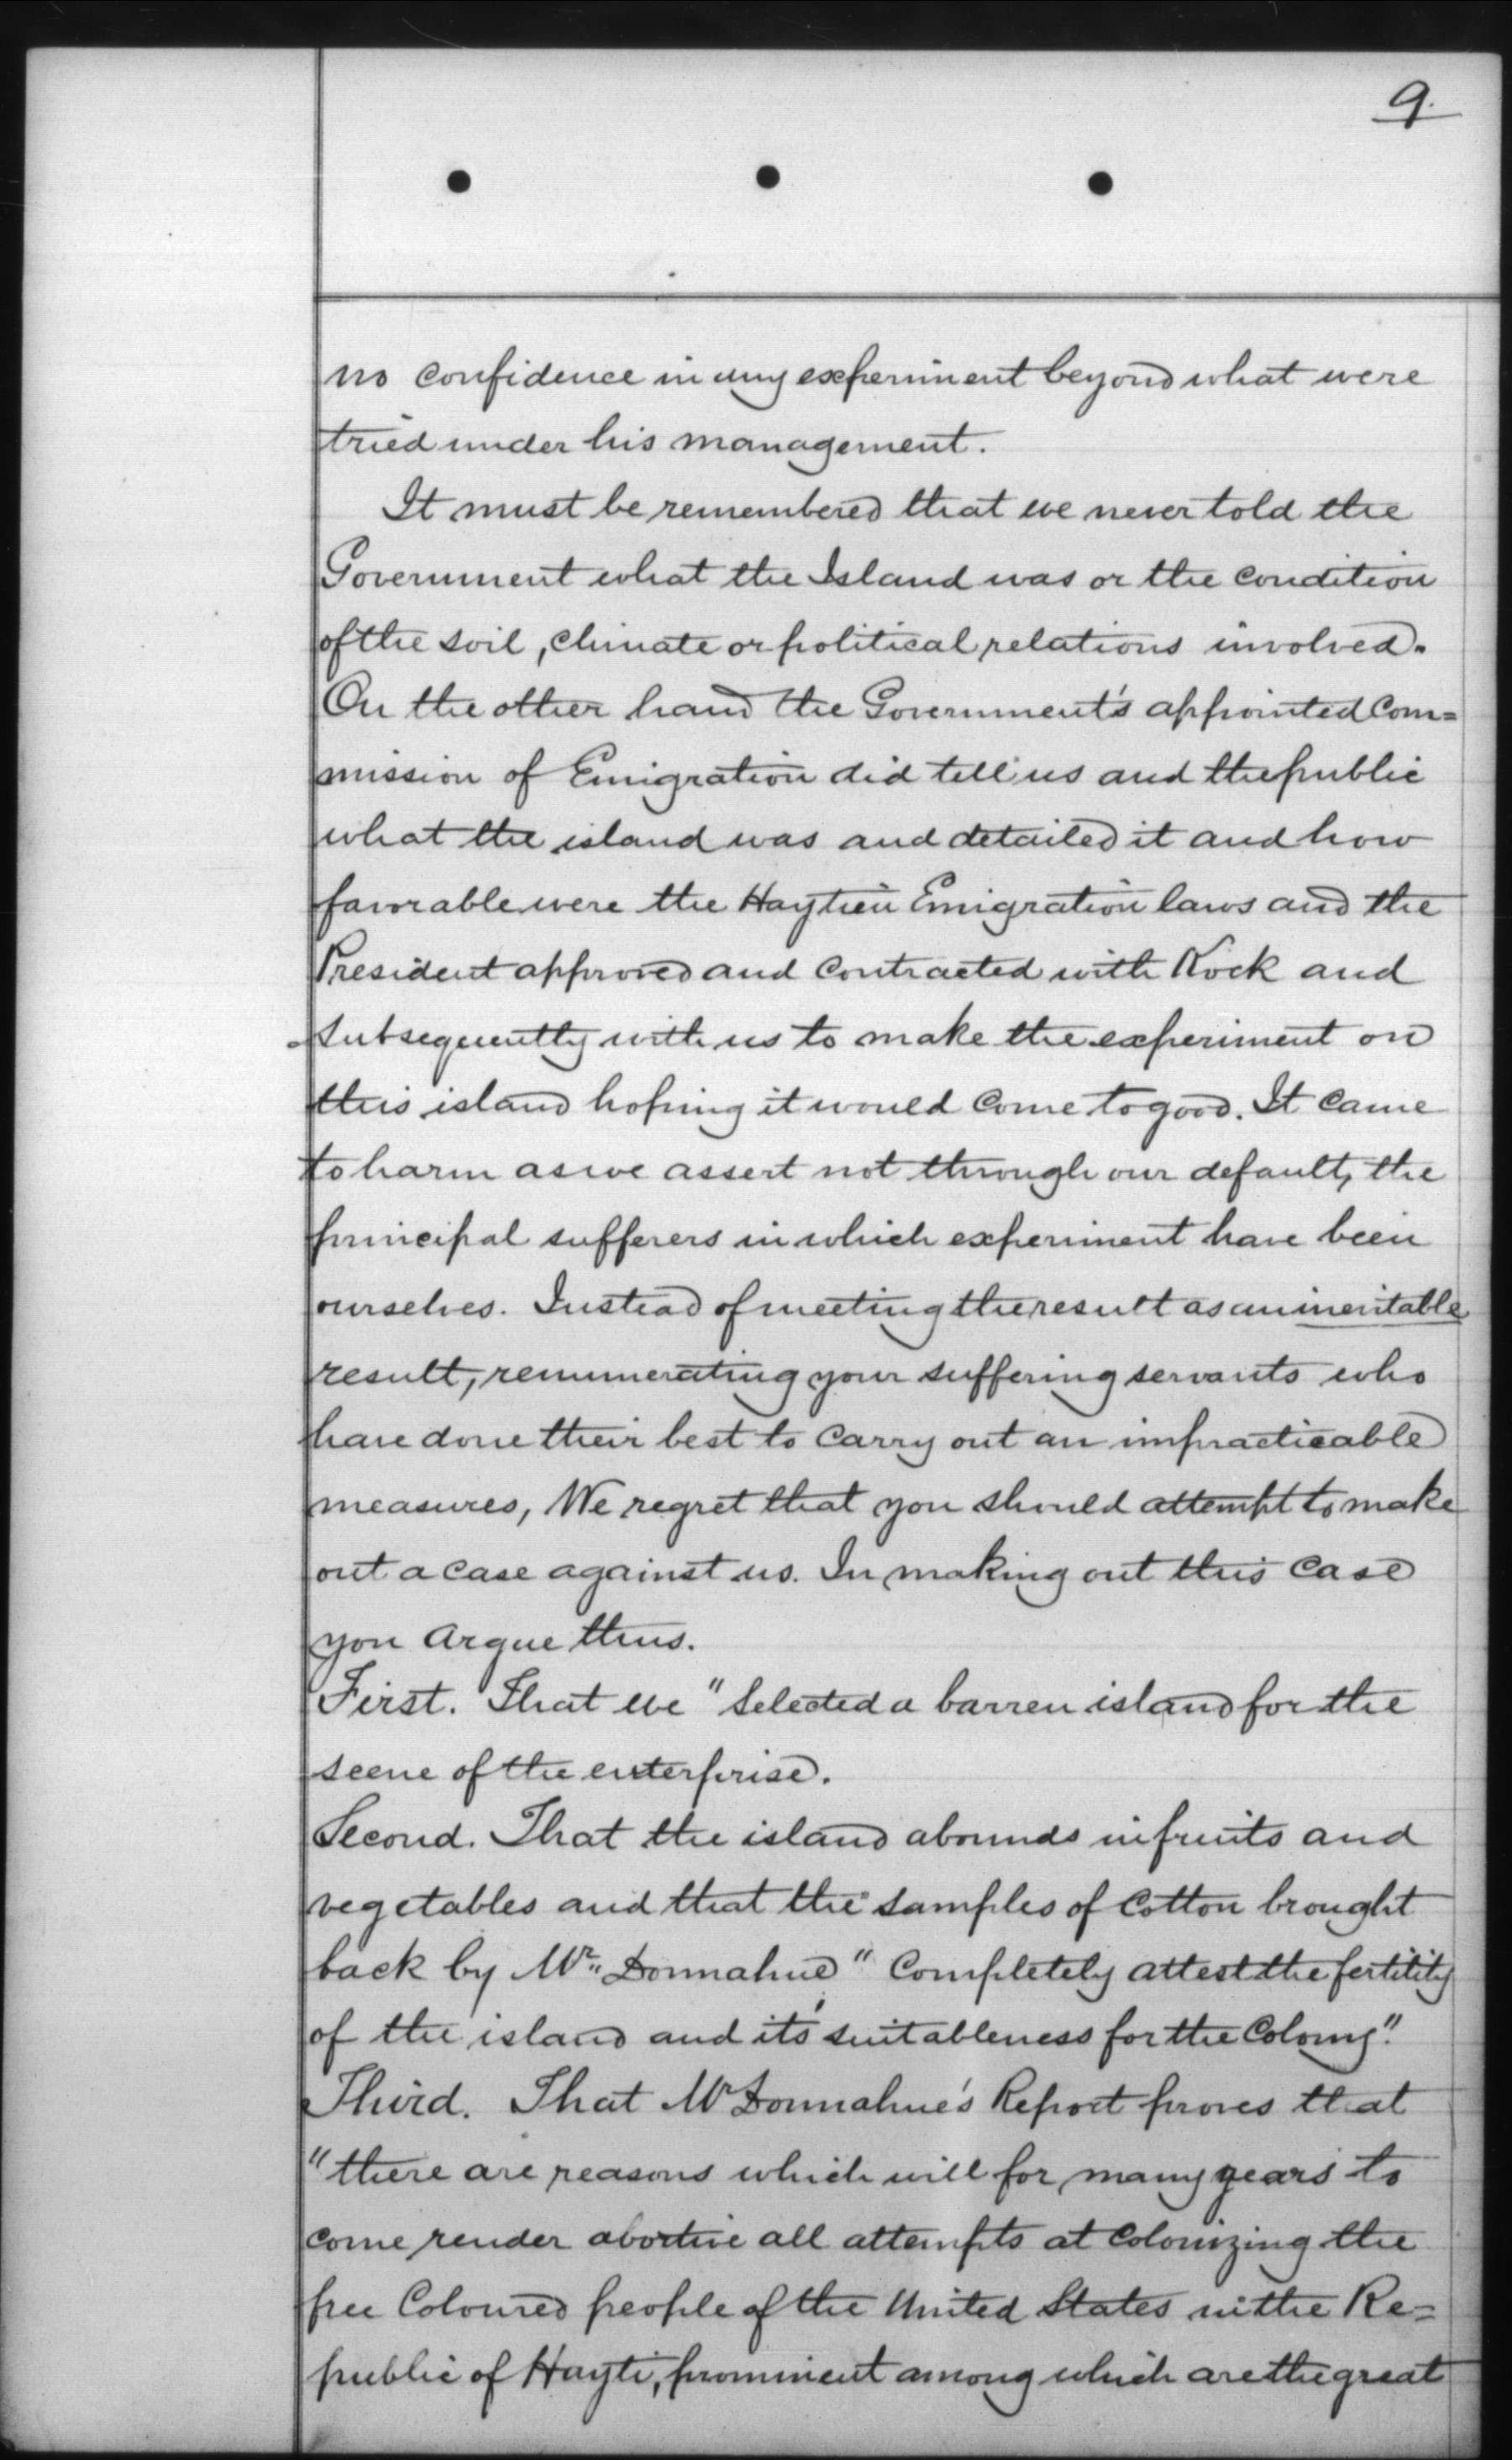 9.
no confidence in any experiment beyond what were
tried under his management.
It must be remembered that we never told the
Government what the Island was or the condition
of the soil, climate or political relations involved.
On the other hand the Government's appointed Com=
mission of Emigration did tell us and the public
what the island was and detailed it and how
favorable were the Haytien Emigration laws and the
President approved and contracted with Kock and
subsequently with us to make the experiment on
this island hoping it would come to good. It came
to harm as we assert not through our default, the
principal sufferers in which experiment have been
ourselves. Instead of meeting the result as an inevitable
result, renumerating your suffering servants who
have done their best to carry out an impracticable
measures, We regret that you should attempt to make
out a case against us. In making out this case
you argue thus.
First. That we "Selected a barren island for the
scene of the enterprise.
Second. That the island abounds in fruits and
vegetables and that the samples of Cotton brought
back by Mr. Donnahue "Completely attest the fertility
of the island and it's suitableness for the Colony."
Third. That Mr Donnahue's Report proves that
"there are reasons which will for many years to
come render abortive all attempts at Colonizing the
free Coloured people of the United States in the Re=
public of Hayti, prominent among which are the great